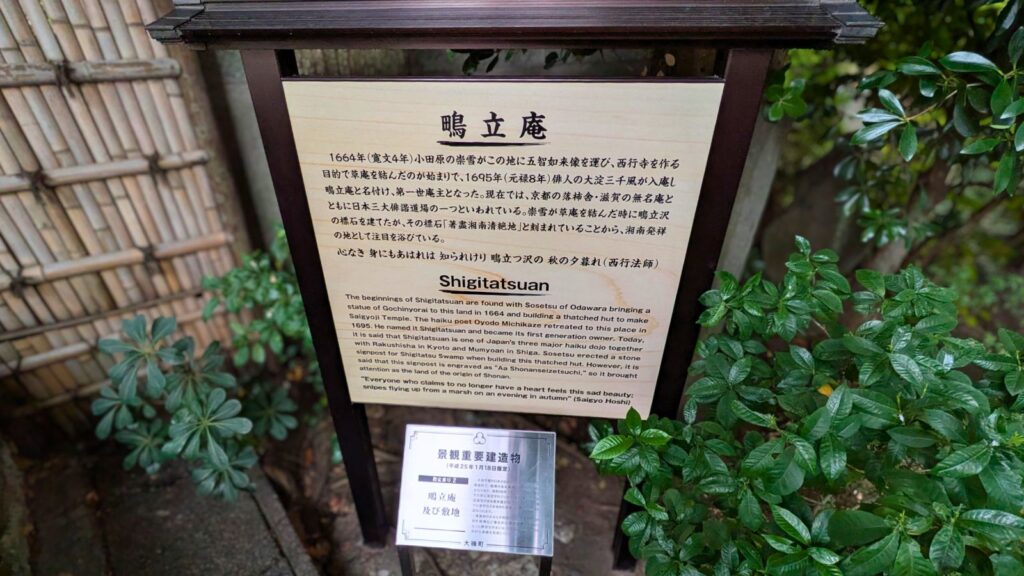 鴫立庵
1664年(寛文4年)小田原の崇雪がこの地に五智如来像を運び、西行寺を作る
目的で草庵を結んだのが始まりで、1695年(元禄8年)俳人の大淀三千風が入庵し
鴫立庵と名付け、第一世庵主となった。現在では、京都の落柿舎・滋賀の無名庵と
ともに日本三大俳諧道場の一つといわれている。崇雪が草庵を結んだ時に鴫立沢
の標石を建てたが、その標石「著盡湘南清絶地」と刻まれていることから、湘南発祥
の地として注目を浴びている。
心なき 身にもあはれは 知られけり 鴫立つ沢の 秋の夕暮れ(西行法師)
Shigitatsuan
The beginnings of Shigitatsuan are found with Sosetsu of Odawara bringing a
statue of Gochinyorai to this land in 1664 and building a thatched hut to make
Saigyoji Temple. The haiku poet Oyodo Michikaze retreated to this place in
1695. He named it Shigitatsuan and became its first generation owner. Today,
it is said that Shigitatsuan is one of Japan's three major haiku dojo together
with Rakushisha in Kyoto and Mumyoan in Shiga. Sosetsu erected a stone
signpost for Shigitatsu Swamp when building this thatched hut. However, it is
said that this signpost is engraved as "Aa Shonanseizetsuchi," so it brought
attention as the land of the origin of Shonan.
"Everyone who claims to no longer have a heart feels this sad beauty;
snipes flying up from a marsh on an evening in autumn" (Saigyo Hoshi)
景観重要建造物
(平成25年1月18日指定)
鴫立庵
及び敷地
大磯町